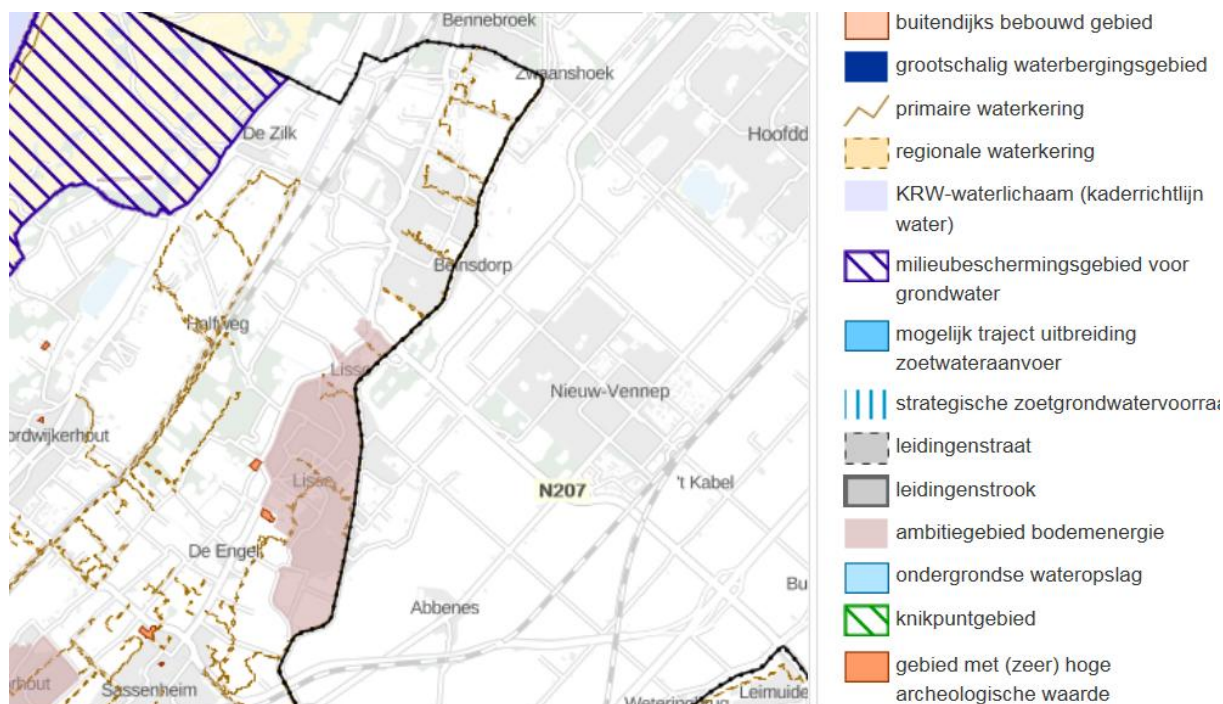 Bennebroek
Zwaanshoek
De Zilk
Hoofdd
Beinsdorp
Halfweg
Lisse
Nieuw-Vennep
ordwijkerhout
Lisse
N207
't Kabel
De Engel
Abbenes
Bu
rhout
Sassenheim
Weteringbrug
Leimuide
buitendijks bebouwd gebied
grootschalig waterbergingsgebied
primaire waterkering
regionale waterkering
KRW-waterlichaam (kaderrichtlijn
water)
milieubeschermingsgebied voor
grondwater
mogelijk traject uitbreiding
zoetwateraanvoer
strategische zoetgrondwatervoorraa
leidingenstraat
leidingenstrook
ambitiegebied bodemenergie
ondergrondse wateropslag
knikpuntgebied
gebied met (zeer) hoge
archeologische waarde